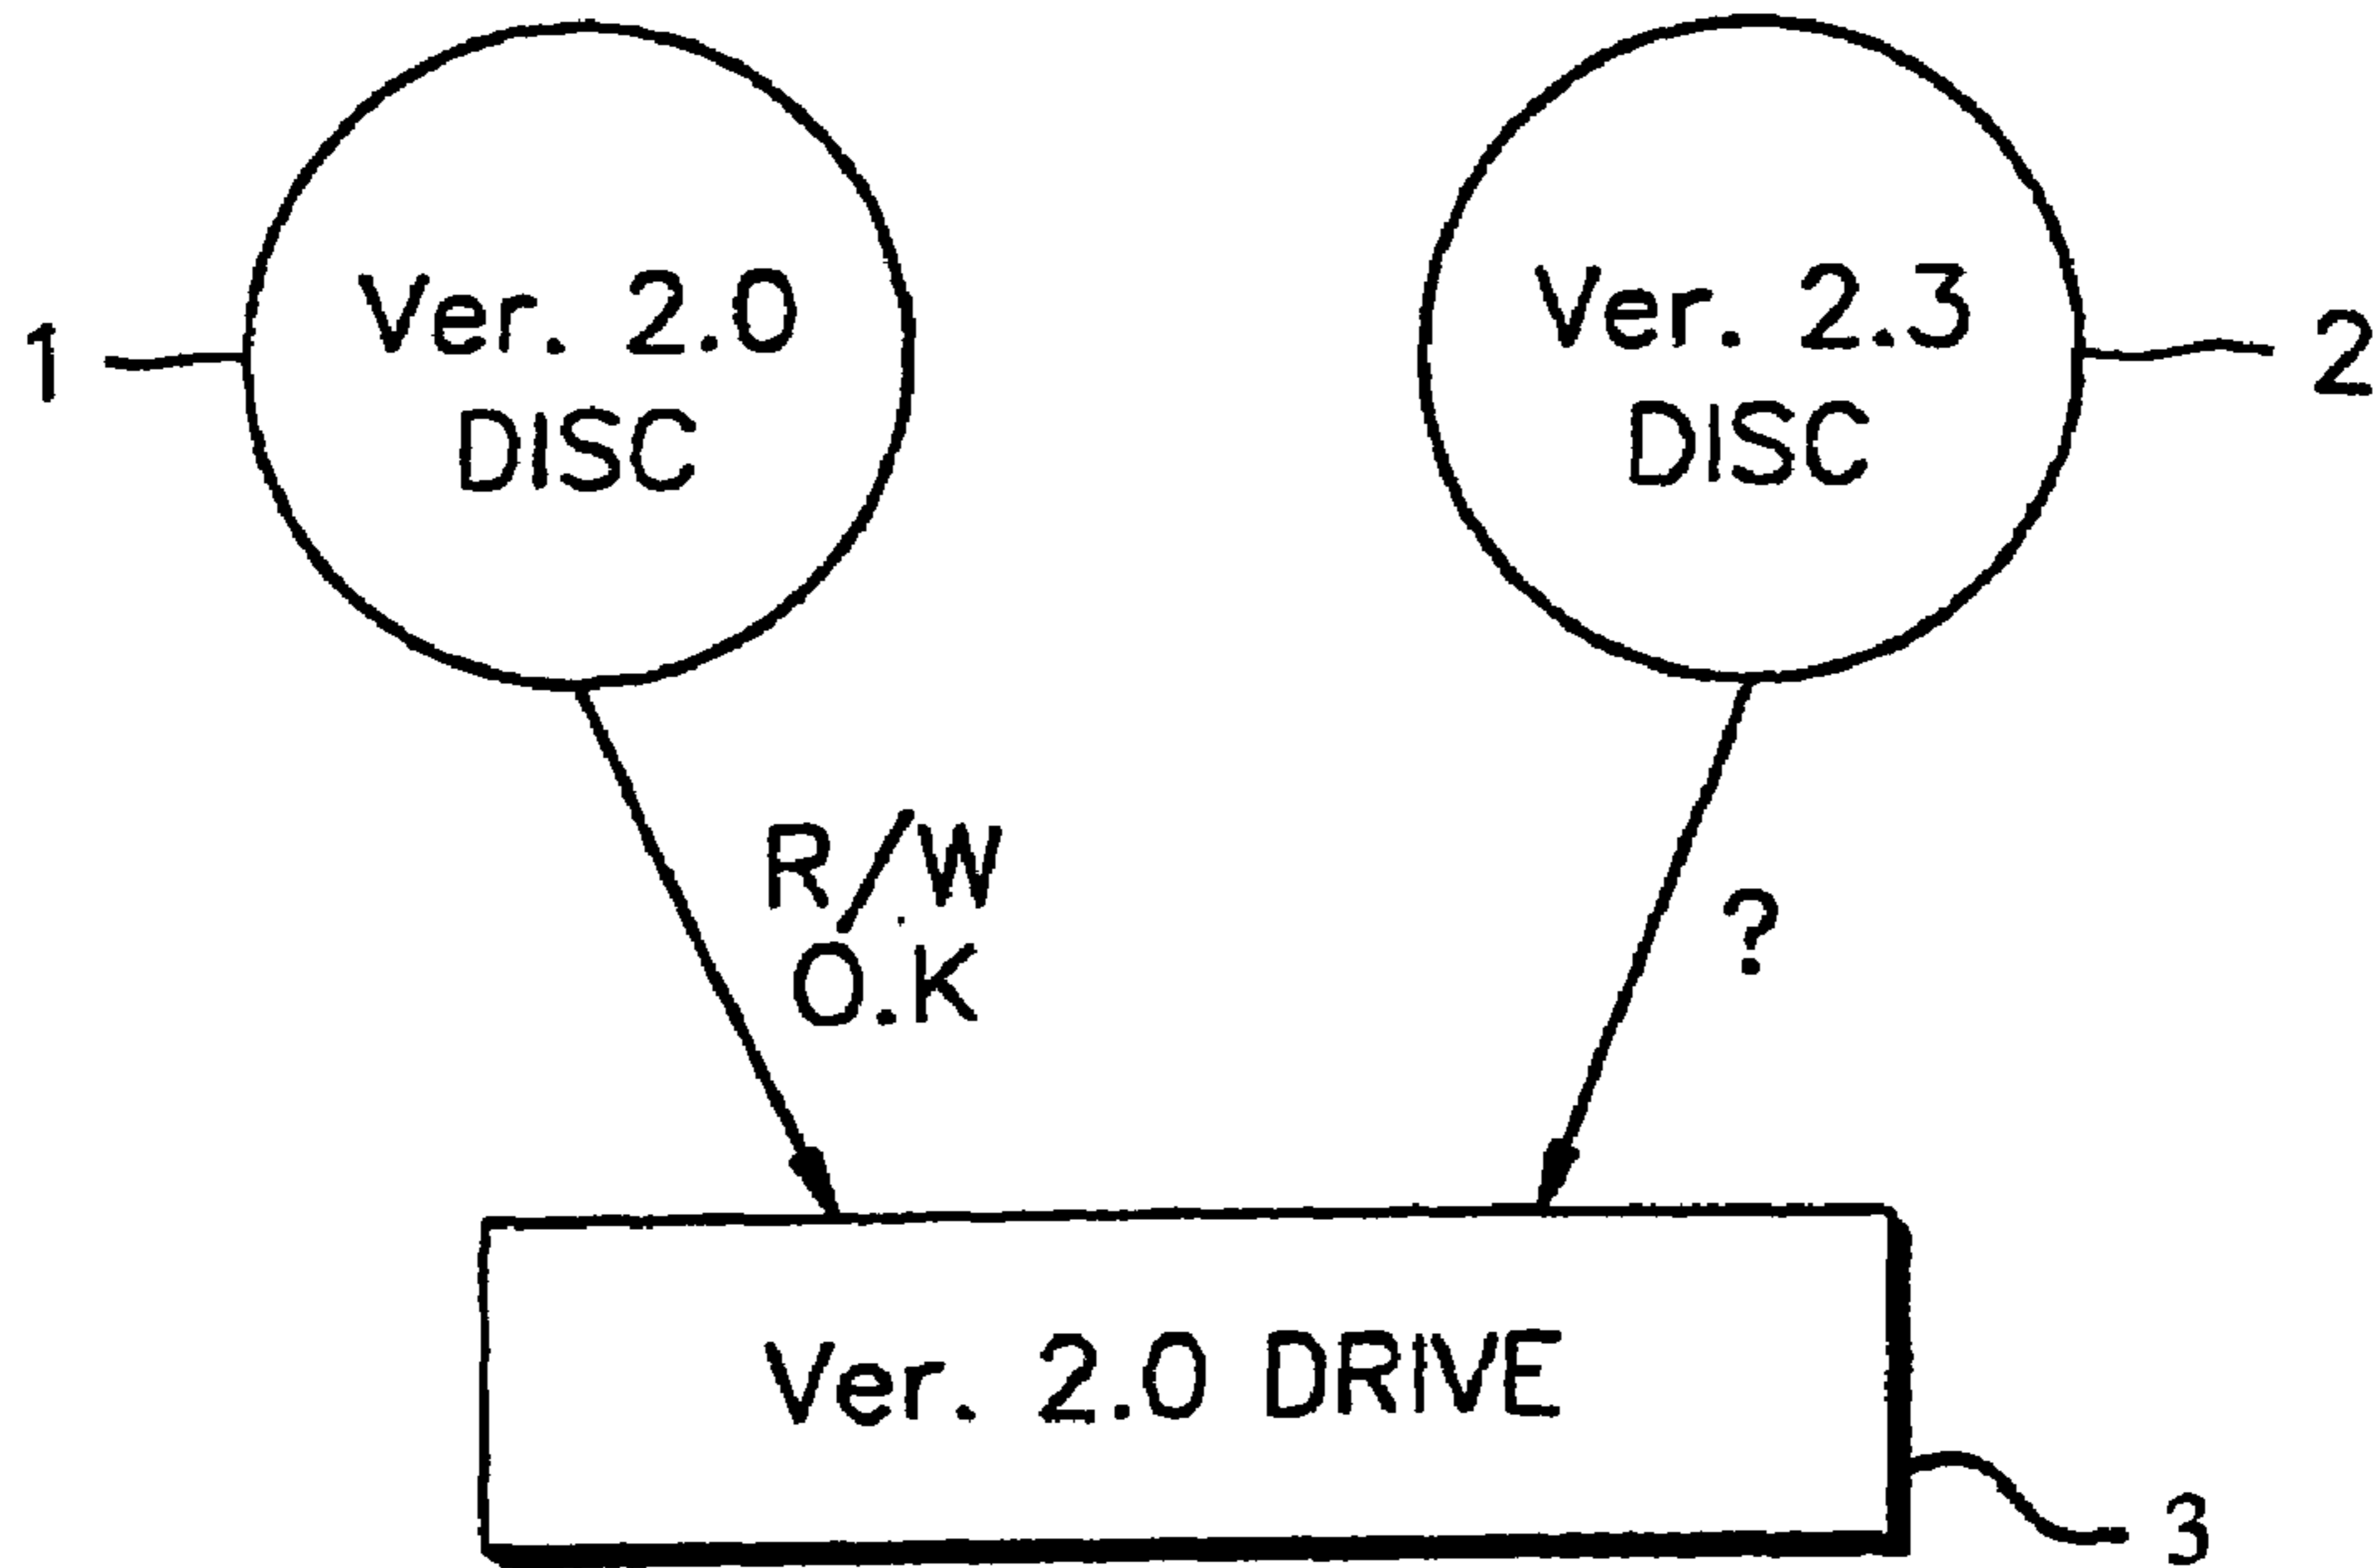 Ver. 2.0
DISC
1
Ver. 2.3
DISC
2
R/W
O.K
?
Ver. 2.0 DRIVE
3